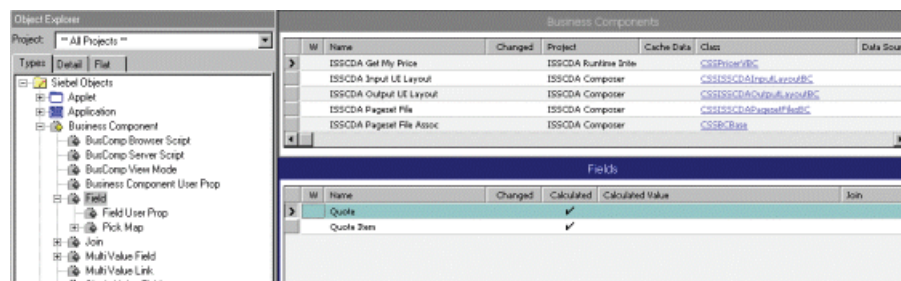 Object Explorer
Project: ** All Projects **
Types Detail Flat
Siebel Objects
Applet
Application
Business Component
BusComp Browser Script
BusComp Server Script
BusComp View Mode
Business Component User Prop
Field
Field User Prop
Pick Map
Join
Multi Value Field
Multi Value Link
Business Components
W Name Changed Project Cache Data Class Data Sour
ISSCDA Get My Price ISSCDA Runtime Inte CSSPricerVBC
ISSCDA Input UI Layout ISSCDA Composer CSSISSCDAInputLayoutBC
ISSCDA Output UI Layout ISSCDA Composer CSSISSCDAOutputLayoutBC
ISSCDA Pageset File ISSCDA Composer CSSISSCDAPagesetFilesBC
ISSCDA Pageset File Assoc ISSCDA Composer CSSBCBase
Fields
W Name Changed Calculated Calculated Value Join
Quote ✔
Quote Item ✔